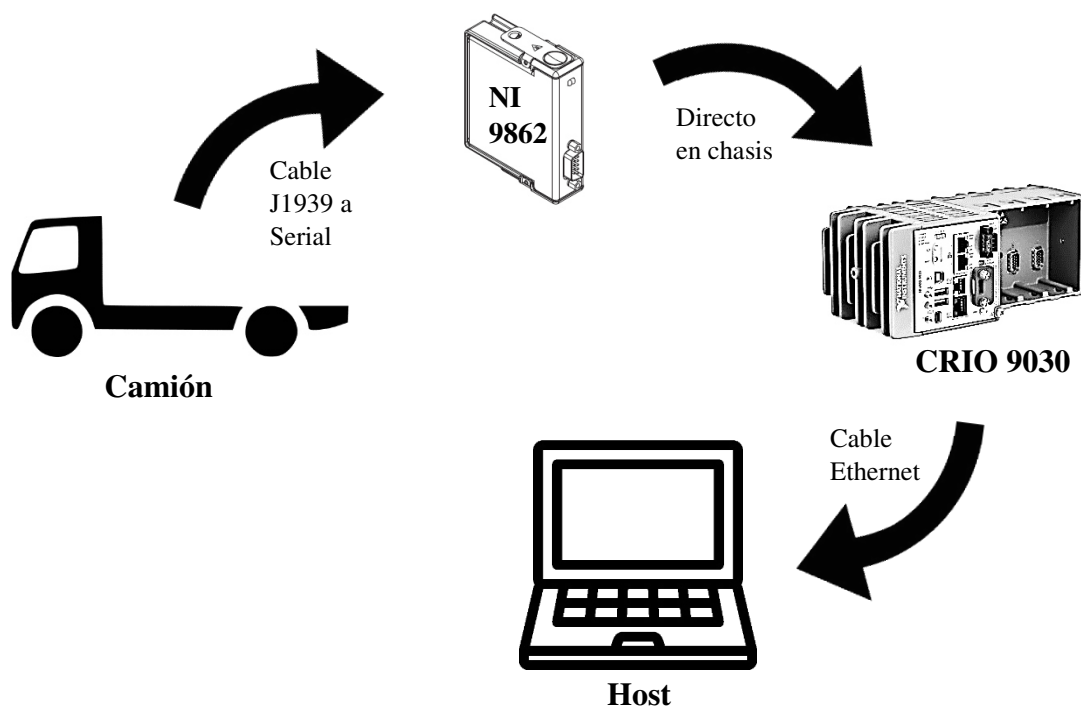 NI
9862
Directo
en chasis
Cable
J1939 a
Serial
CRIO 9030
Camión
Cable
Ethernet
Host